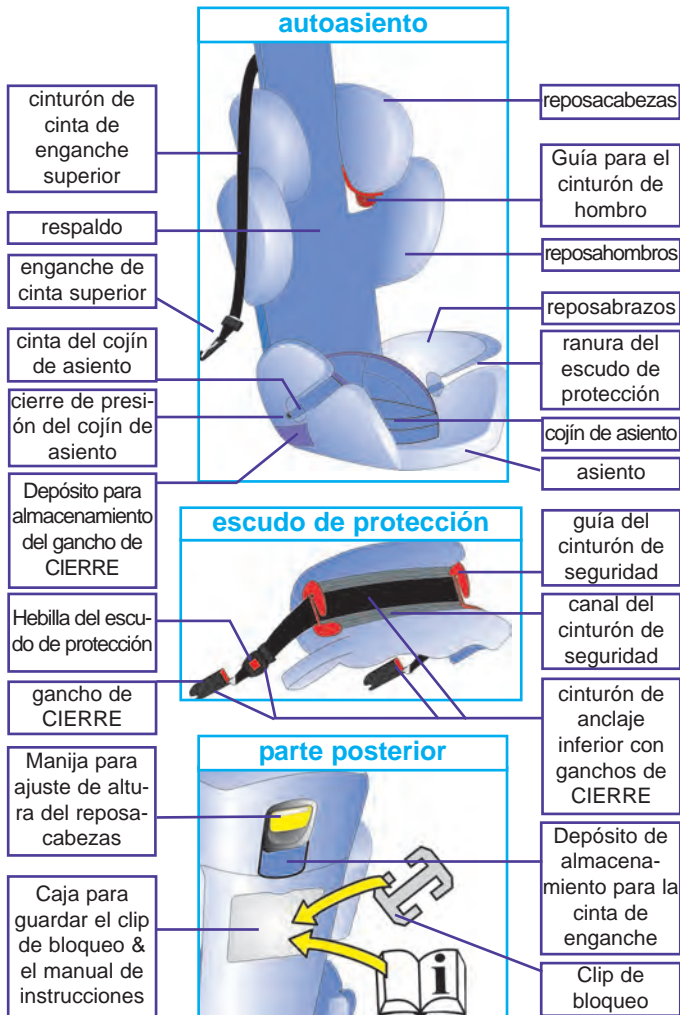 autoasiento
cinturón de
cinta de
enganche
superior
respaldo
enganche de
cinta superior
cinta del cojín
de asiento
cierre de presi-
ón del cojín de
asiento
Depósito para
almacenamiento
del gancho de
CIERRE
reposacabezas
Guía para el
cinturón de
hombro
reposahombros
reposabrazos
ranura del
escudo de
protección
cojín de asiento
asiento
escudo de protección
Hebilla del escu-
do de protección
gancho de
CIERRE
guía del
cinturón de
seguridad
canal del
cinturón de
seguridad
cinturón de
anclaje
inferior con
ganchos de
CIERRE
parte posterior
Manija para
ajuste de altu-
ra del reposa-
cabezas
Caja para
guardar el clip
de bloqueo &
el manual de
instrucciones
Depósito de
almacena-
miento para la
cinta de
enganche
Clip de
bloqueo
i